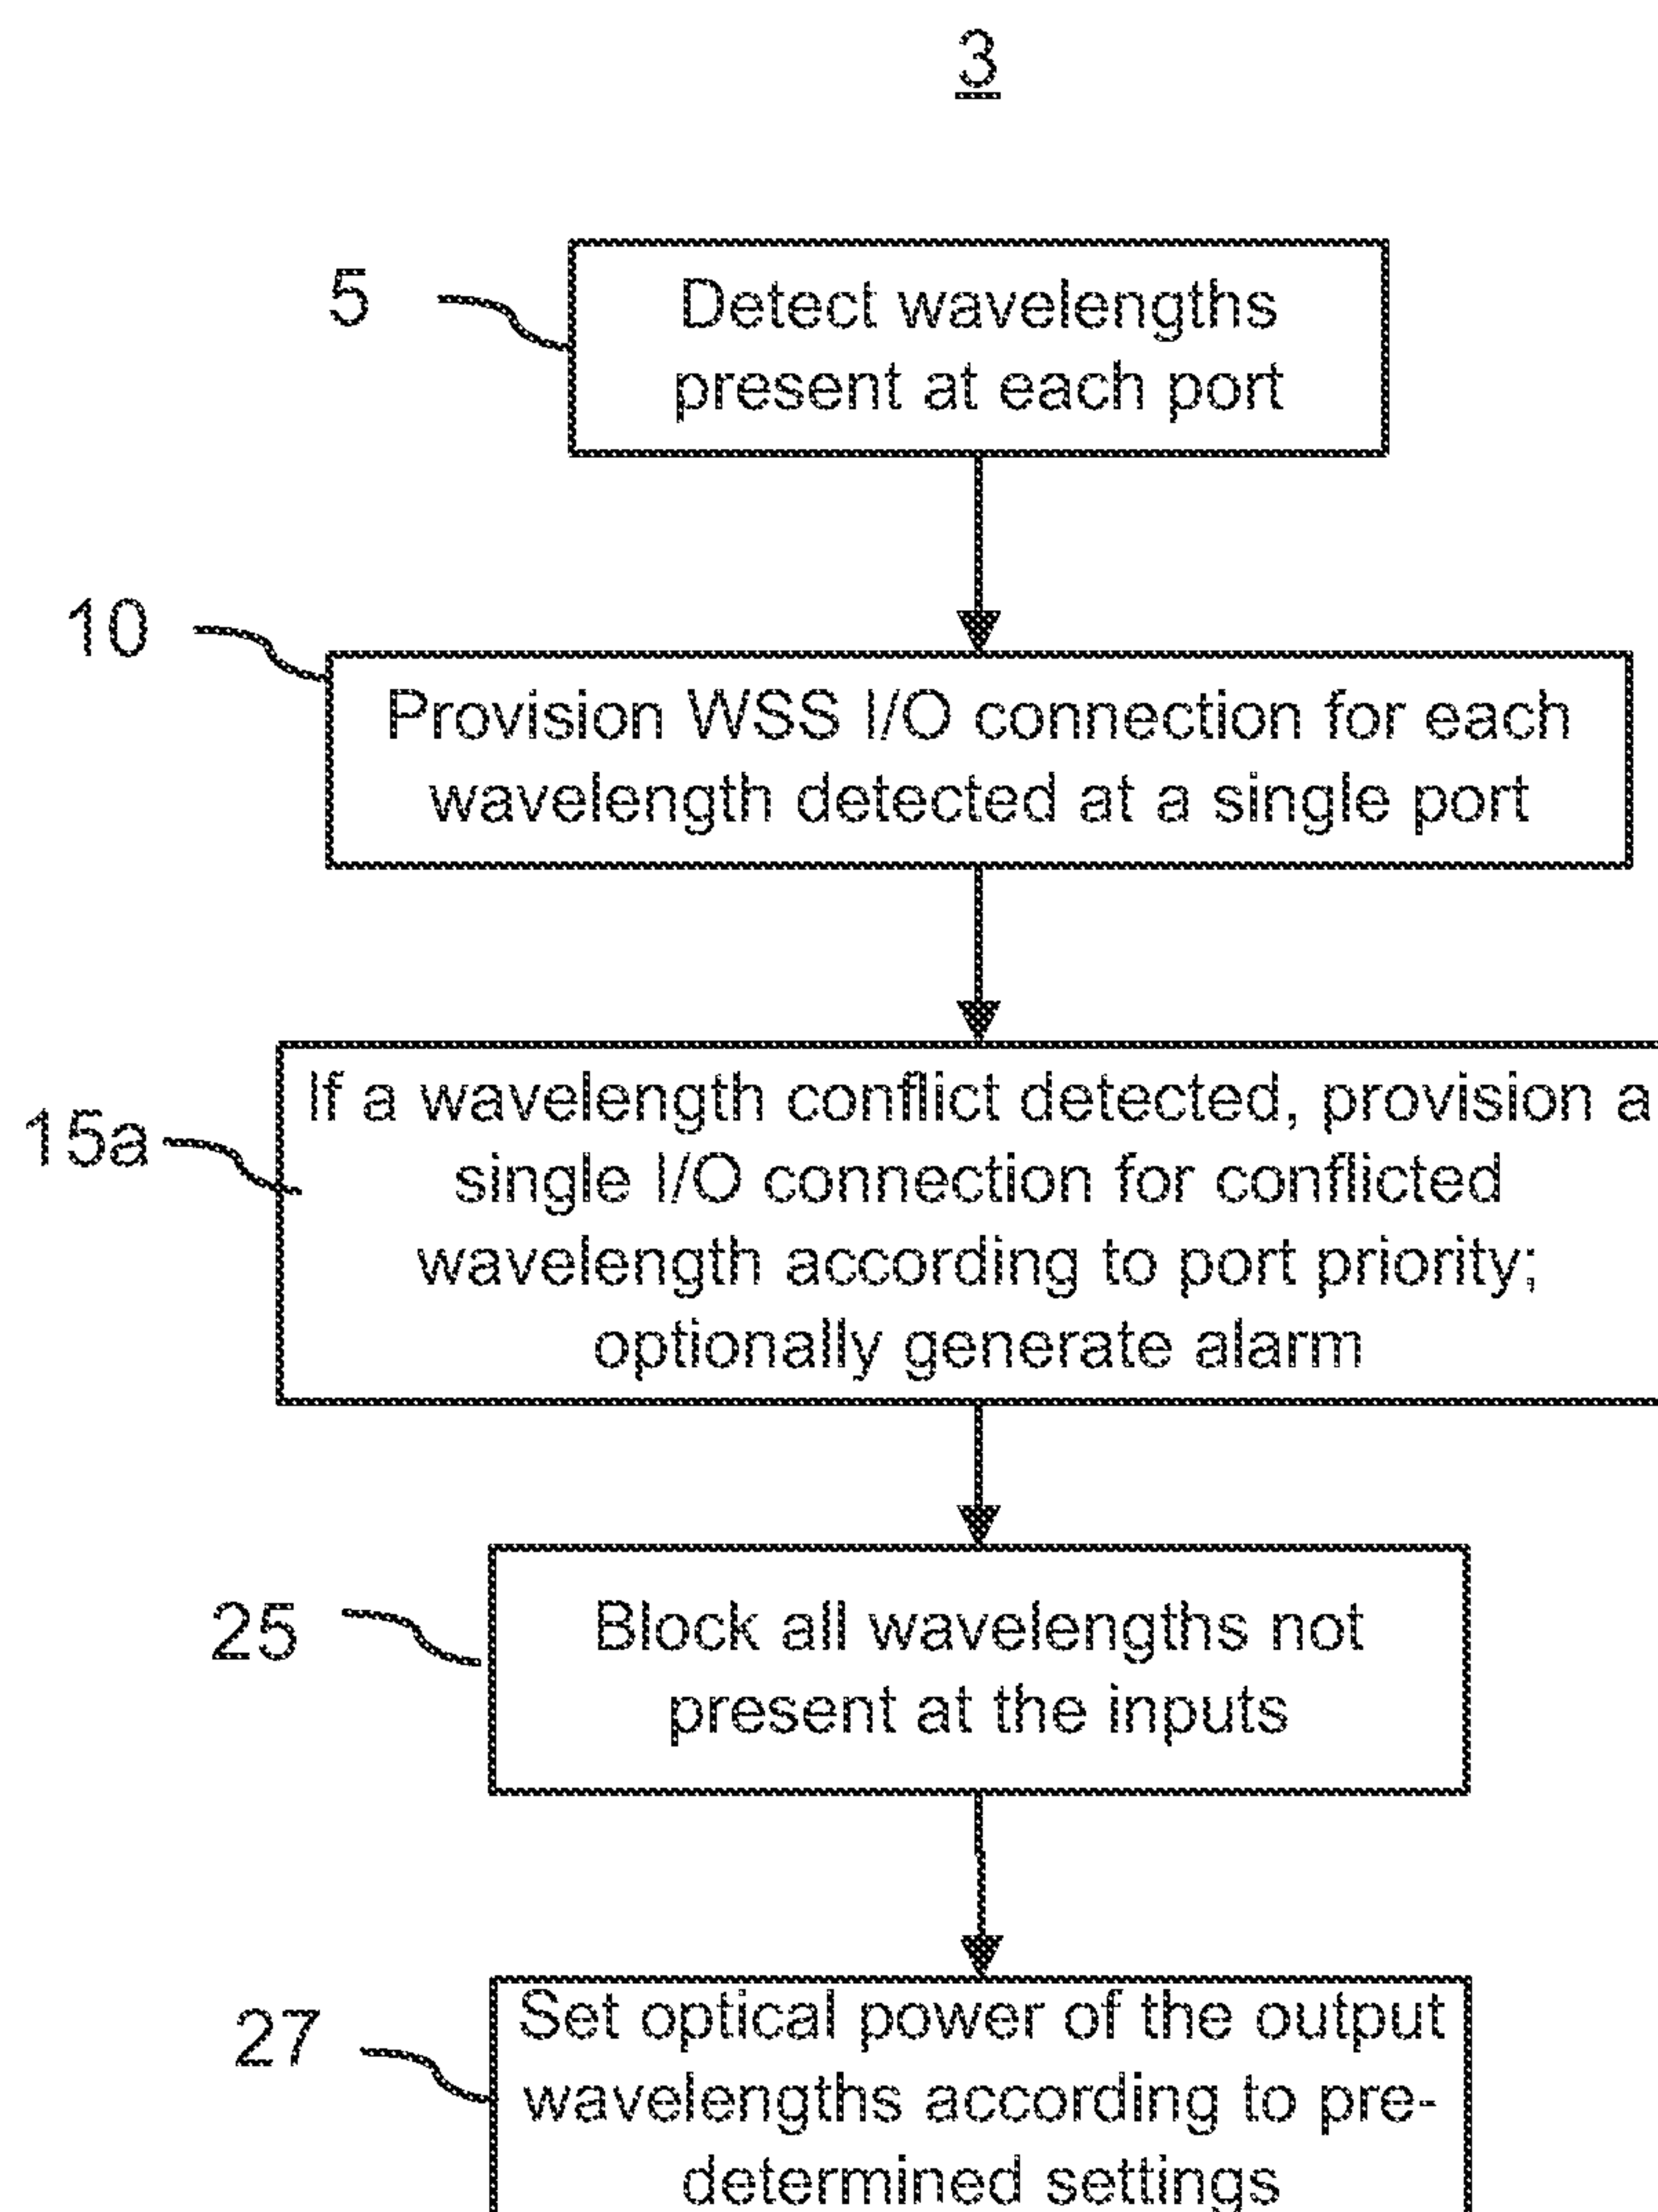 3
5
Detect wavelengths
present at each port
10
Provision WSS I/O connection for each
wavelength detected at a single port
15a
If a wavelength conflict detected, provision a
single I/O connection for conflicted
wavelength according to port priority;
optionally generate alarm
25
Block all wavelengths not
present at the inputs
27
Set optical power of the output
wavelengths according to pre-
determined settings